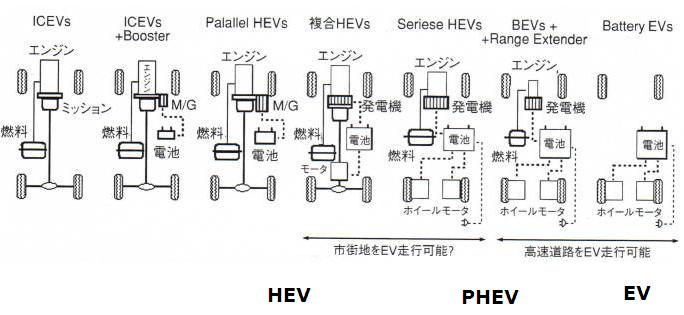 ICEVs
ICEVs
+Booster
Palallel HEVs
複合HEVs
Seriese HEVs
BEVs +
+Range Extender
Battery EVs
エンジン
ミッション
燃料
エンジン
M/G
燃料
電池
エンジン
M/G
燃料
電池
エンジン
発電機
燃料
電池
モータ
エンジン
発電機
燃料
電池
ホイールモータ
エンジン
発電機
燃料
電池
ホイールモータ
電池
ホイールモータ
市街地をEV走行可能?
高速道路をEV走行可能
HEV
PHEV
EV